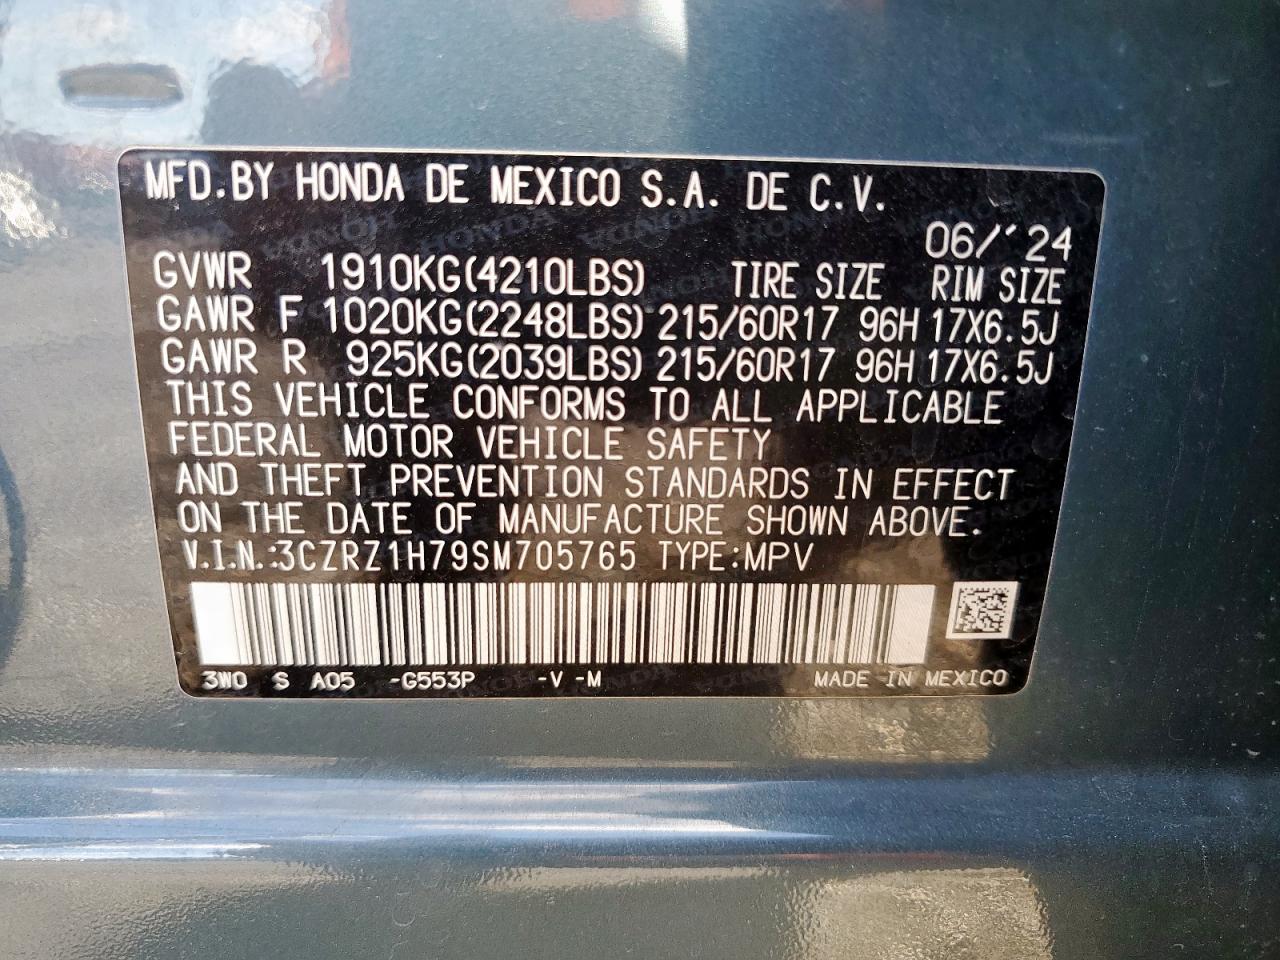 MFD.BY HONDA DE MEXICO S.A. DE C.V.
06/'24
GVWR 1910KG(4210LBS) TIRE SIZE RIM SIZE
GAWR F 1020KG(2248LBS) 215/60R17 96H 17X6.5J
GAWR R 925KG(2039LBS) 215/60R17 96H 17X6.5J
THIS VEHICLE CONFORMS TO ALL APPLICABLE
FEDERAL MOTOR VEHICLE SAFETY
AND THEFT PREVENTION STANDARDS IN EFFECT
ON THE DATE OF MANUFACTURE SHOWN ABOVE.
V.I.N.:3CZRZ1H79SM705765 TYPE:MPV
3W0 S A05 -G553P -V -M MADE IN MEXICO